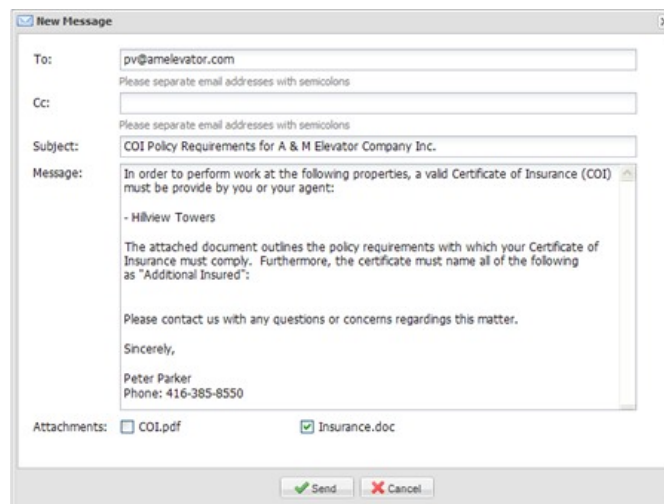 New Message
To:
pv@amelevator.com
Please separate email addresses with semicolons
Cc:
Please separate email addresses with semicolons
Subject:
COI Policy Requirements for A & M Elevator Company Inc.
Message:
In order to perform work at the following properties, a valid Certificate of Insurance (COI)
must be provide by you or your agent:
- Hillview Towers
The attached document outlines the policy requirements with which your Certificate of
Insurance must comply. Furthermore, the certificate must name all of the following
as "Additional Insured":
Please contact us with any questions or concerns regardings this matter.
Sincerely,
Peter Parker
Phone: 416-385-8550
Attachments:
COI.pdf
Insurance.doc
Send
Cancel